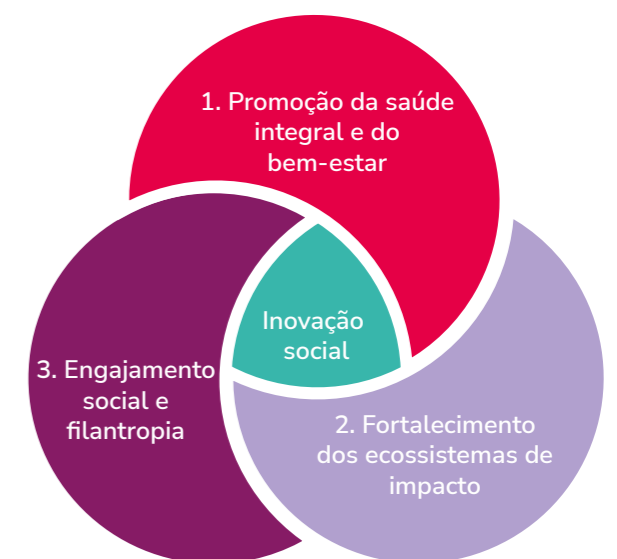 1. Promoção da saúde
integral e do
bem-estar
Inovação
social
3. Engajamento
social e
filantropia
2. Fortalecimento
dos ecossistemas de
impacto